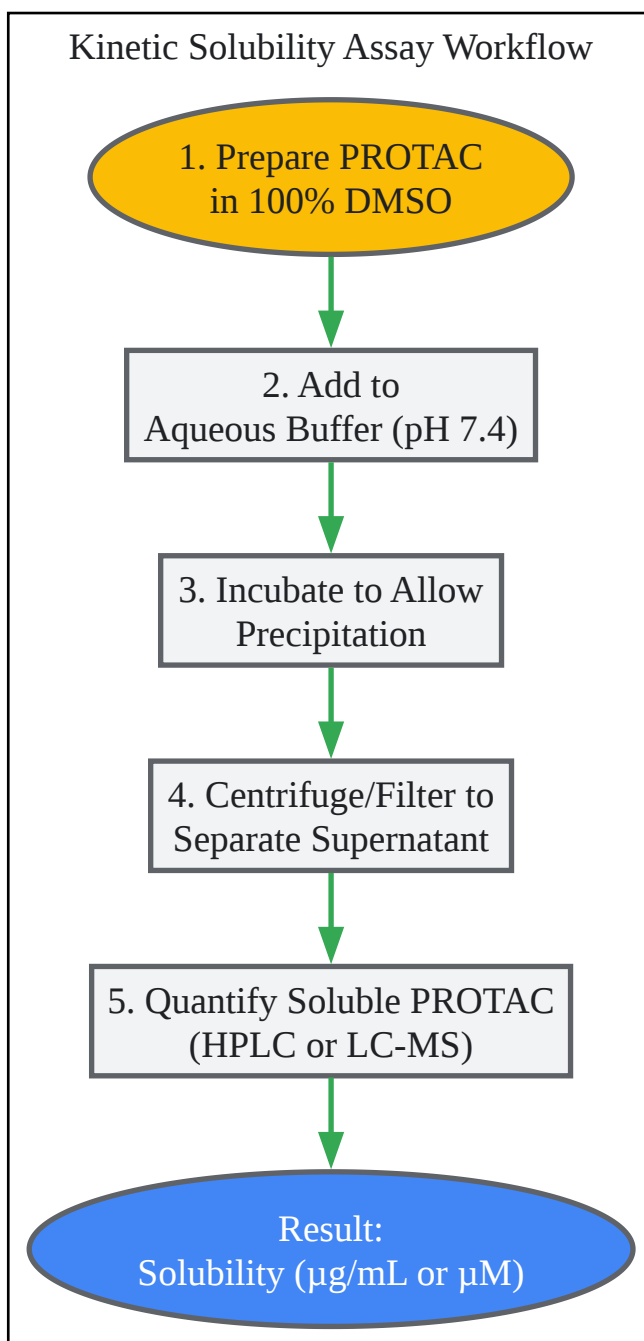 Kinetic Solubility Assay Workflow
1. Prepare PROTAC
in 100% DMSO
2. Add to
Aqueous Buffer (pH 7.4)
3. Incubate to Allow
Precipitation
4. Centrifuge/Filter to
Separate Supernatant
5. Quantify Soluble PROTAC
(HPLC or LC-MS)
Result:
Solubility (µg/mL or µM)